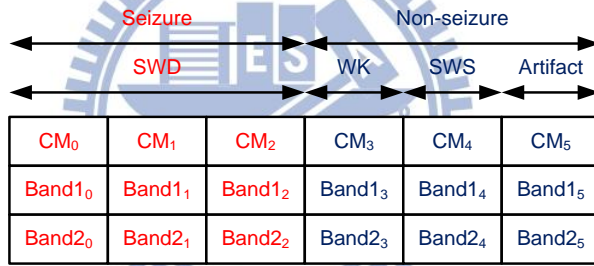 Seizure Non-seizure
SWD WK SWS Artifact
CM₀ CM₁ CM₂ CM₃ CM₄ CM₅
Band1₀ Band1₁ Band1₂ Band1₃ Band1₄ Band1₅
Band2₀ Band2₁ Band2₂ Band2₃ Band2₄ Band2₅
ES